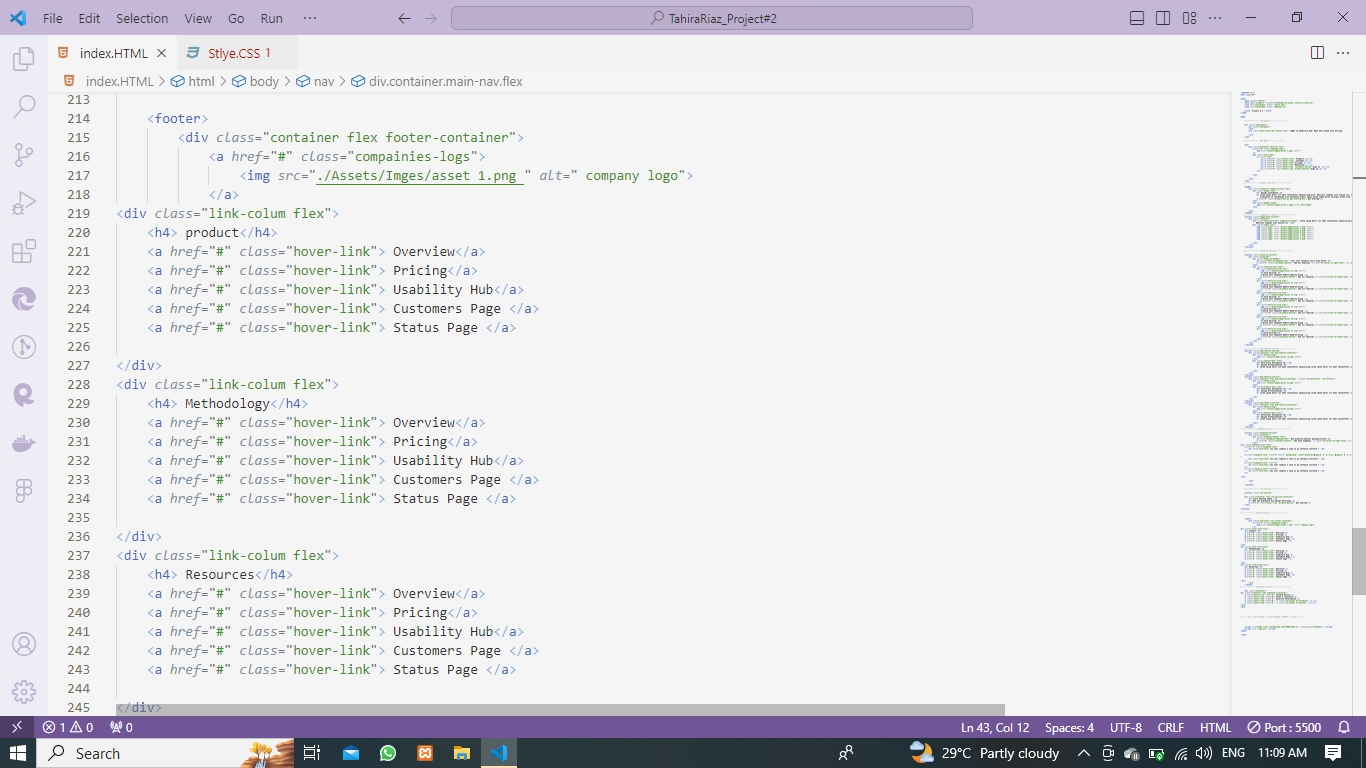 File Edit Selection View Go Run ··· TahiraRiaz_Project#2
index.HTML Stlye.CSS 1
index.HTML > html > body > nav > div.container.main-nav.flex
213
214 <footer>
215 <div class="container flex footer-container">
216 <a href="#" class="compainies-logs">
217 <img src="./Assets/Imges/asset 1.png " alt=" company logo">
218 </a>
219 <div class="link-colum flex">
220 <h4> product</h4>
221 <a href="#" class="hover-link"> Overview</a>
222 <a href="#" class="hover-link"> Pricing</a>
223 <a href="#" class="hover-link"> Usability Hub</a>
224 <a href="#" class="hover-link"> Customers Page </a>
225 <a href="#" class="hover-link"> Status Page </a>
226
227 </div>
228 <div class="link-colum flex">
229 <h4> Methodology</h4>
230 <a href="#" class="hover-link"> Overview</a>
231 <a href="#" class="hover-link"> Pricing</a>
232 <a href="#" class="hover-link"> Usability Hub</a>
233 <a href="#" class="hover-link"> Customers Page </a>
234 <a href="#" class="hover-link"> Status Page </a>
235
236 </div>
237 <div class="link-colum flex">
238 <h4> Resources</h4>
239 <a href="#" class="hover-link"> Overview</a>
240 <a href="#" class="hover-link"> Pricing</a>
241 <a href="#" class="hover-link"> Usability Hub</a>
242 <a href="#" class="hover-link"> Customers Page </a>
243 <a href="#" class="hover-link"> Status Page </a>
244
245 </div>
1 0 0 Ln 43, Col 12 Spaces: 4 UTF-8 CRLF HTML Port : 5500
Search 29°C Partly cloudy ENG 11:09 AM